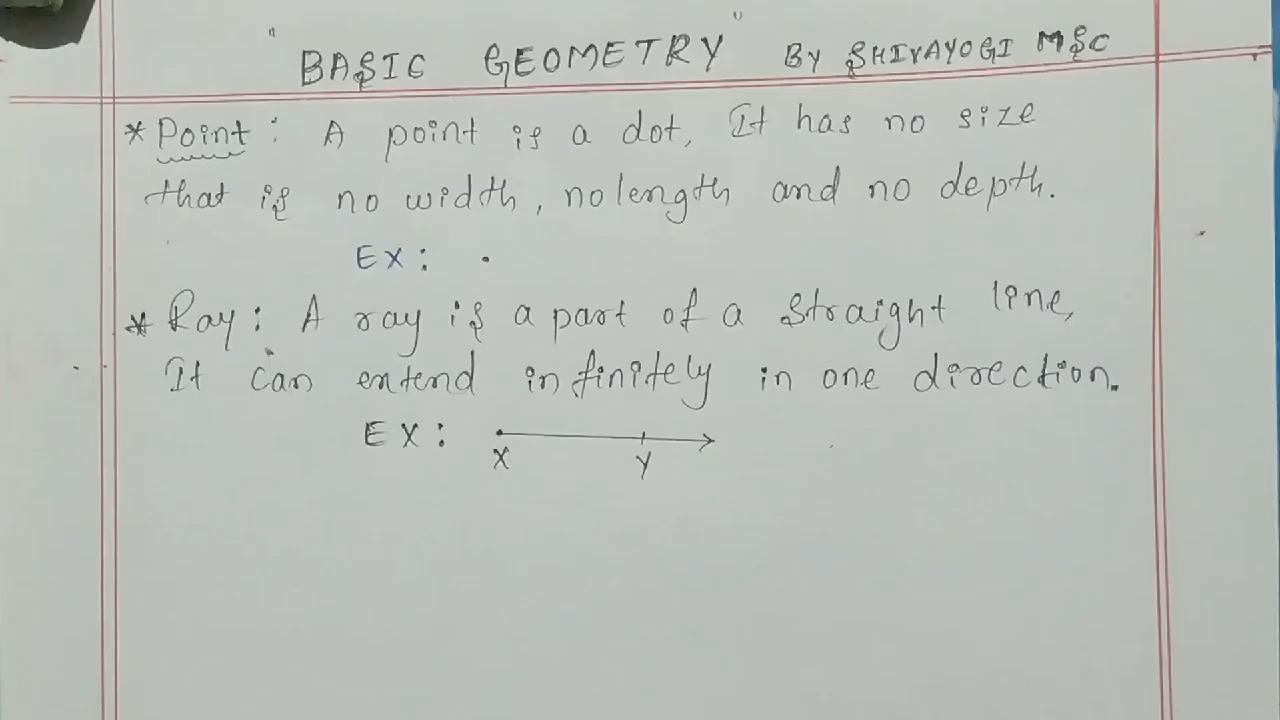 " BASIC GEOMETRY " BY SHIVAYOGI MSC
* Point : A point is a dot, It has no size
that is no width, no length and no depth.
EX : .
* Ray : A ray is a part of a straight line,
It can extend infinitely in one direction.
EX :
X Y